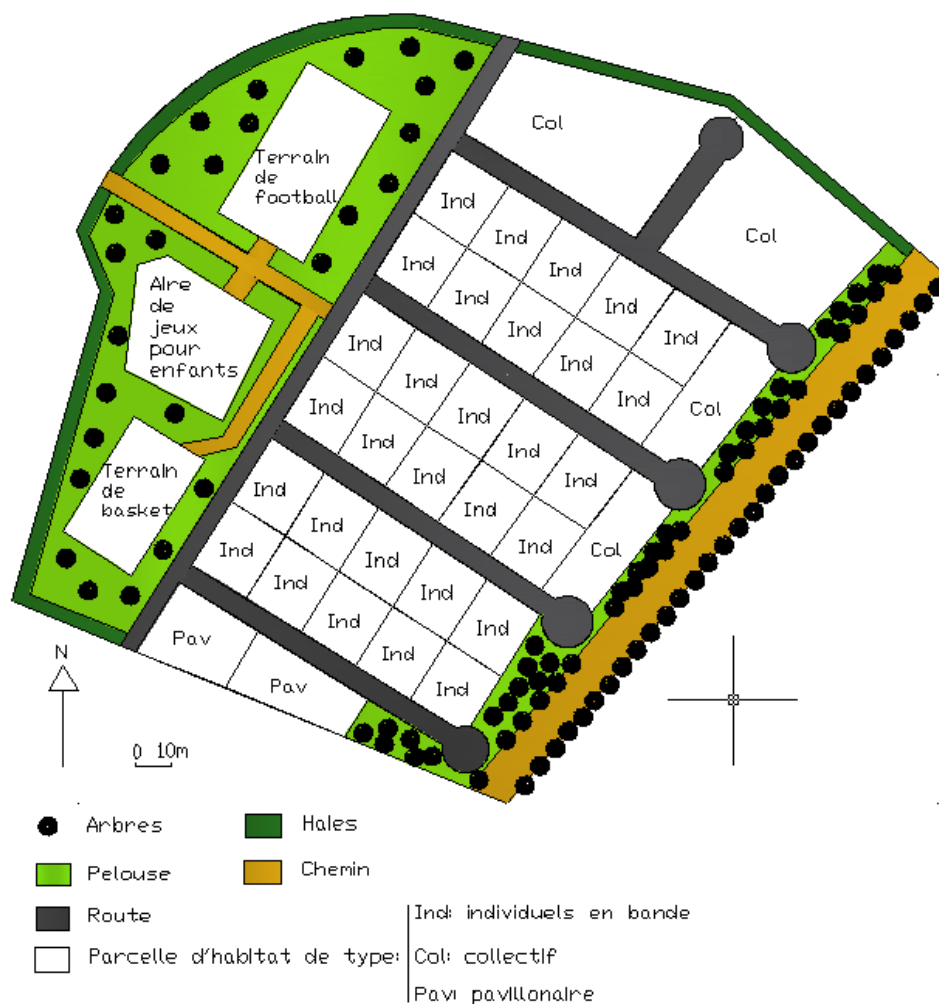 Col
Col
Terrain
de
football
Aire
de
jeux
pour
enfants
Terrain
de
basket
Ind
Ind
Ind
Ind
Ind
Ind
Ind
Ind
Ind
Ind
Col
Ind
Ind
Ind
Ind
Ind
Ind
Ind
Ind
Ind
Ind
Col
Ind
Ind
Ind
Ind
Ind
Ind
Ind
Ind
Ind
Ind
Pav
Pav
N
0 10m
Arbres
Haies
Pelouse
Chemin
Route
Parcelle d'habitat de type:
Ind: individuels en bande
Col: collectif
Pav: pavillonaire